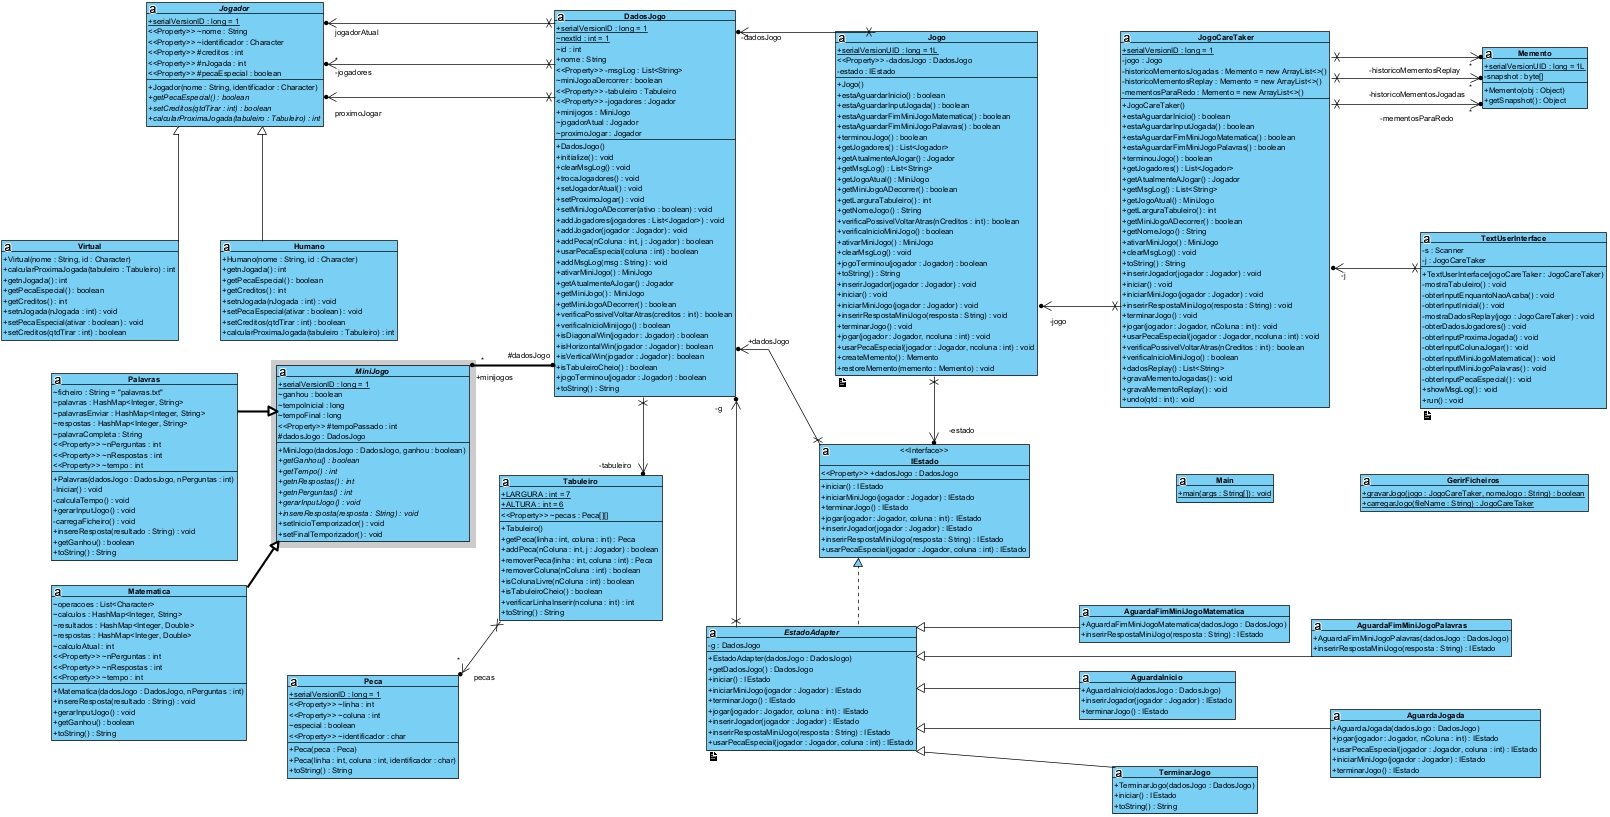 Jogador
+serialVersionID : long = 1
<<Property>> ~nome : String
<<Property>> ~identificador : Character
<<Property>> #creditos : int
<<Property>> #nJogada : int
<<Property>> #pecaEspecial : boolean
+Jogador(nome : String, identificador : Character)
+getPecaEspecial() : boolean
+setCreditos(qtdTirar : int) : boolean
+calcularProximaJogada(tabuleiro : Tabuleiro) : int
jogadorAtual
*
-jogadores
proximoJogar
DadosJogo
+serialVersionID : long = 1
~nextId : int = 1
~id : int
+nome : String
<<Property>> -msgLog : List<String>
~miniJogoaDercorrer : boolean
<<Property>> -tabuleiro : Tabuleiro
<<Property>> -jogadores : Jogador
+minijogos : MiniJogo
~jogadorAtual : Jogador
~proximoJogar : Jogador
+DadosJogo()
+initialize() : void
+clearMsgLog() : void
+trocaJogadores() : void
+setJogadorAtual() : void
+setProximoJogar() : void
+setMiniJogoADecorrer(ativo : boolean) : void
+addJogadores(jogadores : List<Jogador>) : void
+addJogador(jogador : Jogador) : void
+addPeca(nColuna : int, j : Jogador) : boolean
+usarPecaEspecial(coluna : int) : boolean
+addMsgLog(msg : String) : void
+ativarMiniJogo() : MiniJogo
+getAtualmenteAJogar() : Jogador
+getMiniJogo() : MiniJogo
+getMiniJogoADecorrer() : boolean
+verificaPossivelVoltarAtras(creditos : int) : boolean
+verificaInicioMinijogo() : boolean
+isDiagonalWin(jogador : Jogador) : boolean
+isHorizontalWin(jogador : Jogador) : boolean
+isVerticalWin(jogador : Jogador) : boolean
+isTabuleiroCheio() : boolean
+jogoTerminou(jogador : Jogador) : boolean
+toString() : String
-dadosJogo
Jogo
+serialVersionUID : long = 1L
<<Property>> -dadosJogo : DadosJogo
-estado : IEstado
+Jogo()
+estaAguardarInicio() : boolean
+estaAguardarInputJogada() : boolean
+estaAguardarFimMiniJogoMatematica() : boolean
+estaAguardarFimMiniJogoPalavras() : boolean
+terminouJogo() : boolean
+getJogadores() : List<Jogador>
+getAtualmenteAJogar() : Jogador
+getMsgLog() : List<String>
+getJogoAtual() : MiniJogo
+getMiniJogoADecorrer() : boolean
+getLarguraTabuleiro() : int
+getNomeJogo() : String
+verificaPossivelVoltarAtras(nCreditos : int) : boolean
+verificaInicioMiniJogo() : boolean
+ativarMiniJogo() : MiniJogo
+clearMsgLog() : void
+jogoTerminou(jogador : Jogador) : boolean
+toString() : String
+inserirJogador(jogador : Jogador) : void
+iniciar() : void
+iniciarMiniJogo(jogador : Jogador) : void
+inserirRespostaMiniJogo(resposta : String) : void
+terminarJogo() : void
+jogar(jogador : Jogador, ncoluna : int) : void
+usarPecaEspecial(jogador : Jogador, ncoluna : int) : void
+createMemento() : Memento
+restoreMemento(memento : Memento) : void
JogoCareTaker
+serialVersionID : long = 1
-jogo : Jogo
-historicoMementosJogadas : Memento = new ArrayList<>()
-historicoMementosReplay : Memento = new ArrayList<>()
-mementosParaRedo : Memento = new ArrayList<>()
+JogoCareTaker()
+estaAguardarInicio() : boolean
+estaAguardarInputJogada() : boolean
+estaAguardarFimMiniJogoMatematica() : boolean
+estaAguardarFimMiniJogoPalavras() : boolean
+terminouJogo() : boolean
+getJogadores() : List<Jogador>
+getAtualmenteAJogar() : Jogador
+getMsgLog() : List<String>
+getJogoAtual() : MiniJogo
+getLarguraTabuleiro() : int
+getMiniJogoADecorrer() : boolean
+getNomeJogo() : String
+ativarMiniJogo() : MiniJogo
+clearMsgLog() : void
+toString() : String
+inserirJogador(jogador : Jogador) : void
+iniciar() : void
+iniciarMiniJogo(jogador : Jogador) : void
+inserirRespostaMiniJogo(resposta : String) : void
+terminarJogo() : void
+jogar(jogador : Jogador, nColuna : int) : void
+usarPecaEspecial(jogador : Jogador, ncoluna : int) : void
+verificaPossivelVoltarAtras(nCreditos : int) : boolean
+verificaInicioMiniJogo() : boolean
+dadosReplay() : List<String>
+gravaMementoJogadas() : void
+gravaMementoReplay() : void
+undo(qtd : int) : void
-historicoMementosReplay
*
-historicoMementosJogadas
*
-mementosParaRedo
*
Memento
+serialVersionUID : long = 1L
-snapshot : byte[]
+Memento(obj : Object)
+getSnapshot() : Object
Virtual
+Virtual(nome : String, id : Character)
+calcularProximaJogada(tabuleiro : Tabuleiro) : int
+getnJogada() : int
+getPecaEspecial() : boolean
+getCreditos() : int
+setnJogada(nJogada : int) : void
+setPecaEspecial(ativar : boolean) : void
+setCreditos(qtdTirar : int) : boolean
Humano
+Humano(nome : String, id : Character)
+getnJogada() : int
+getPecaEspecial() : boolean
+getCreditos() : int
+setnJogada(nJogada : int) : void
+setPecaEspecial(ativar : boolean) : void
+setCreditos(qtdTirar : int) : boolean
+calcularProximaJogada(tabuleiro : Tabuleiro) : int
TextUserInterface
-s : Scanner
-j : JogoCareTaker
+TextUserInterface(jogoCareTaker : JogoCareTaker)
-mostraTabuleiro() : void
-obterInputEnquantoNaoAcaba() : void
-obterInputInicial() : void
-mostraDadosReplay(jogo : JogoCareTaker) : void
-obterDadosJogadores() : void
-obterInputProximaJogada() : void
-obterInputColunaJogar() : void
-obterInputMiniJogoMatematica() : void
-obterInputMiniJogoPalavras() : void
-obterInputPecaEspecial() : void
+showMsgLog() : void
+run() : void
-j
-jogo
+dadosJogo
*
#dadosJogo
+minijogos
-g
-estado
-tabuleiro
Palavras
~ficheiro : String = "palavras.txt"
~palavras : HashMap<Integer, String>
~palavrasEnviar : HashMap<Integer, String>
~respostas : HashMap<Integer, String>
~palavraCompleta : String
<<Property>> ~nPerguntas : int
<<Property>> ~nRespostas : int
<<Property>> ~tempo : int
+Palavras(dadosJogo : DadosJogo, nPerguntas : int)
-Iniciar() : void
-calculaTempo() : void
+gerarInputJogo() : void
-carregaFicheiro() : void
+insereResposta(resultado : String) : void
+getGanhou() : boolean
+toString() : String
MiniJogo
+serialVersionID : long = 1
~ganhou : boolean
~tempoInicial : long
~tempoFinal : long
<<Property>> #tempoPassado : int
#dadosJogo : DadosJogo
+MiniJogo(dadosJogo : DadosJogo, ganhou : boolean)
+getGanhou() : boolean
+getTempo() : int
+getnRespostas() : int
+getnPerguntas() : int
+gerarInputJogo() : void
+insereResposta(resposta : String) : void
+setInicioTemporizador() : void
+setFinalTemporizador() : void
Matematica
~operacoes : List<Character>
~calculos : HashMap<Integer, String>
~resultados : HashMap<Integer, Double>
~respostas : HashMap<Integer, Double>
~calculoAtual : int
<<Property>> ~nPerguntas : int
<<Property>> ~nRespostas : int
<<Property>> ~tempo : int
+Matematica(dadosJogo : DadosJogo, nPerguntas : int)
+insereResposta(resultado : String) : void
+gerarInputJogo() : void
+getGanhou() : boolean
+toString() : String
Tabuleiro
+LARGURA : int = 7
+ALTURA : int = 6
<<Property>> ~pecas : Peca[][]
+Tabuleiro()
+getPeca(linha : int, coluna : int) : Peca
+addPeca(nColuna : int, j : Jogador) : boolean
+removerPeca(linha : int, coluna : int) : Peca
+removerColuna(nColuna : int) : boolean
+isColunaLivre(nColuna : int) : boolean
+isTabuleiroCheio() : boolean
+verificarLinhaInserir(ncoluna : int) : int
+toString() : String
*
pecas
Peca
+serialVersionID : long = 1
<<Property>> ~linha : int
<<Property>> ~coluna : int
~especial : boolean
<<Property>> ~identificador : char
+Peca(peca : Peca)
+Peca(linha : int, coluna : int, identificador : char)
+toString() : String
<<Interface>>
IEstado
<<Property>> +dadosJogo : DadosJogo
+iniciar() : IEstado
+iniciarMiniJogo(jogador : Jogador) : IEstado
+terminarJogo() : IEstado
+jogar(jogador : Jogador, coluna : int) : IEstado
+inserirJogador(jogador : Jogador) : IEstado
+inserirRespostaMiniJogo(resposta : String) : IEstado
+usarPecaEspecial(jogador : Jogador, coluna : int) : IEstado
Main
+main(args : String[]) : void
GerirFicheiros
+gravarJogo(jogo : JogoCareTaker, nomeJogo : String) : boolean
+carregarJogo(fileName : String) : JogoCareTaker
EstadoAdapter
-g : DadosJogo
+EstadoAdapter(dadosJogo : DadosJogo)
+getDadosJogo() : DadosJogo
+iniciar() : IEstado
+iniciarMiniJogo(jogador : Jogador) : IEstado
+terminarJogo() : IEstado
+jogar(jogador : Jogador, coluna : int) : IEstado
+inserirJogador(jogador : Jogador) : IEstado
+inserirRespostaMiniJogo(resposta : String) : IEstado
+usarPecaEspecial(jogador : Jogador, coluna : int) : IEstado
AguardaFimMiniJogoMatematica
+AguardaFimMiniJogoMatematica(dadosJogo : DadosJogo)
+inserirRespostaMiniJogo(resposta : String) : IEstado
AguardaFimMiniJogoPalavras
+AguardaFimMiniJogoPalavras(dadosJogo : DadosJogo)
+inserirRespostaMiniJogo(resposta : String) : IEstado
AguardaInicio
+AguardaInicio(dadosJogo : DadosJogo)
+inserirJogador(jogador : Jogador) : IEstado
+terminarJogo() : IEstado
AguardaJogada
+AguardaJogada(dadosJogo : DadosJogo)
+jogar(jogador : Jogador, nColuna : int) : IEstado
+usarPecaEspecial(jogador : Jogador, coluna : int) : IEstado
+iniciarMiniJogo(jogador : Jogador) : IEstado
+terminarJogo() : IEstado
TerminarJogo
+TerminarJogo(dadosJogo : DadosJogo)
+iniciar() : IEstado
+toString() : String